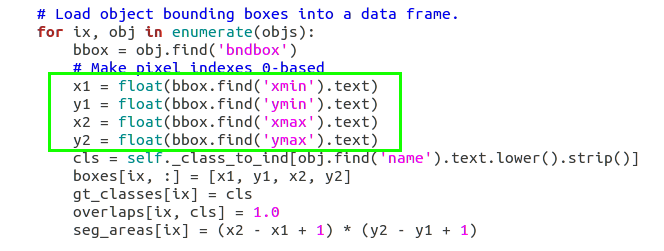 # Load object bounding boxes into a data frame.
for ix, obj in enumerate(objs):
    bbox = obj.find('bndbox')
    # Make pixel indexes 0-based
    x1 = float(bbox.find('xmin').text)
    y1 = float(bbox.find('ymin').text)
    x2 = float(bbox.find('xmax').text)
    y2 = float(bbox.find('ymax').text)
    cls = self._class_to_ind[obj.find('name').text.lower().strip()]
    boxes[ix, :] = [x1, y1, x2, y2]
    gt_classes[ix] = cls
    overlaps[ix, cls] = 1.0
    seg_areas[ix] = (x2 - x1 + 1) * (y2 - y1 + 1)